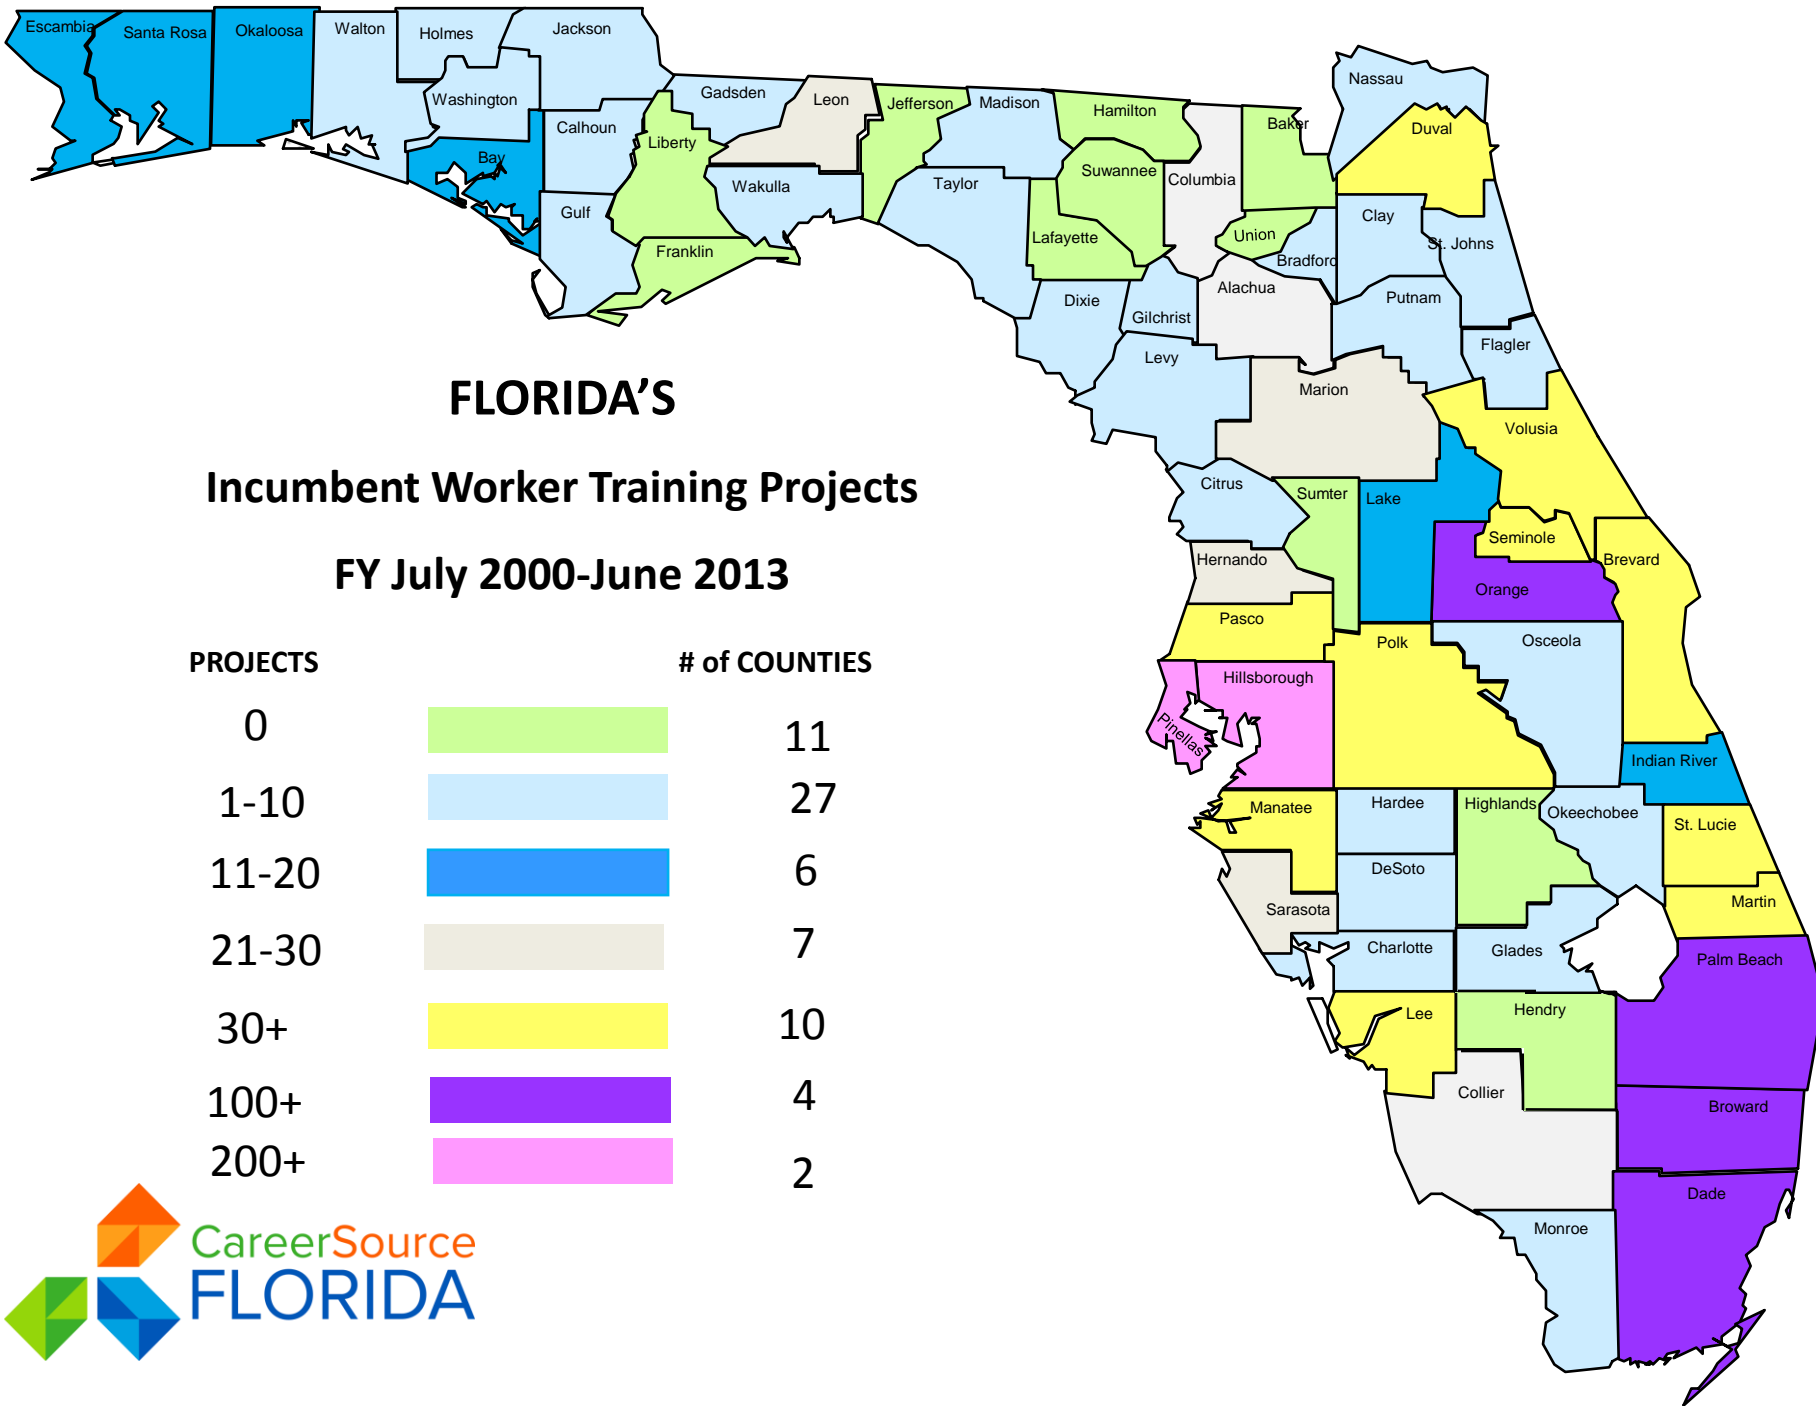 Escambia
Santa Rosa
Okaloosa
Walton
Holmes
Jackson
Washington
Bay
Calhoun
Gulf
Gadsden
Liberty
Franklin
Leon
Wakulla
Jefferson
Madison
Taylor
Hamilton
Suwannee
Lafayette
Columbia
Baker
Union
Bradford
Nassau
Duval
Clay
St. Johns
Putnam
Alachua
Gilchrist
Dixie
Levy
Flagler
Marion
Volusia
Citrus
Sumter
Lake
Seminole
Orange
Brevard
Hernando
Pasco
Polk
Osceola
Hillsborough
Pinellas
Indian River
Manatee
Hardee
Highlands
Okeechobee
St. Lucie
DeSoto
Sarasota
Martin
Charlotte
Glades
Palm Beach
Lee
Hendry
Collier
Broward
Dade
Monroe
FLORIDA'S
Incumbent Worker Training Projects
FY July 2000-June 2013
PROJECTS # of COUNTIES
0 11
1-10 27
11-20 6
21-30 7
30+ 10
100+ 4
200+ 2
CareerSource
FLORIDA